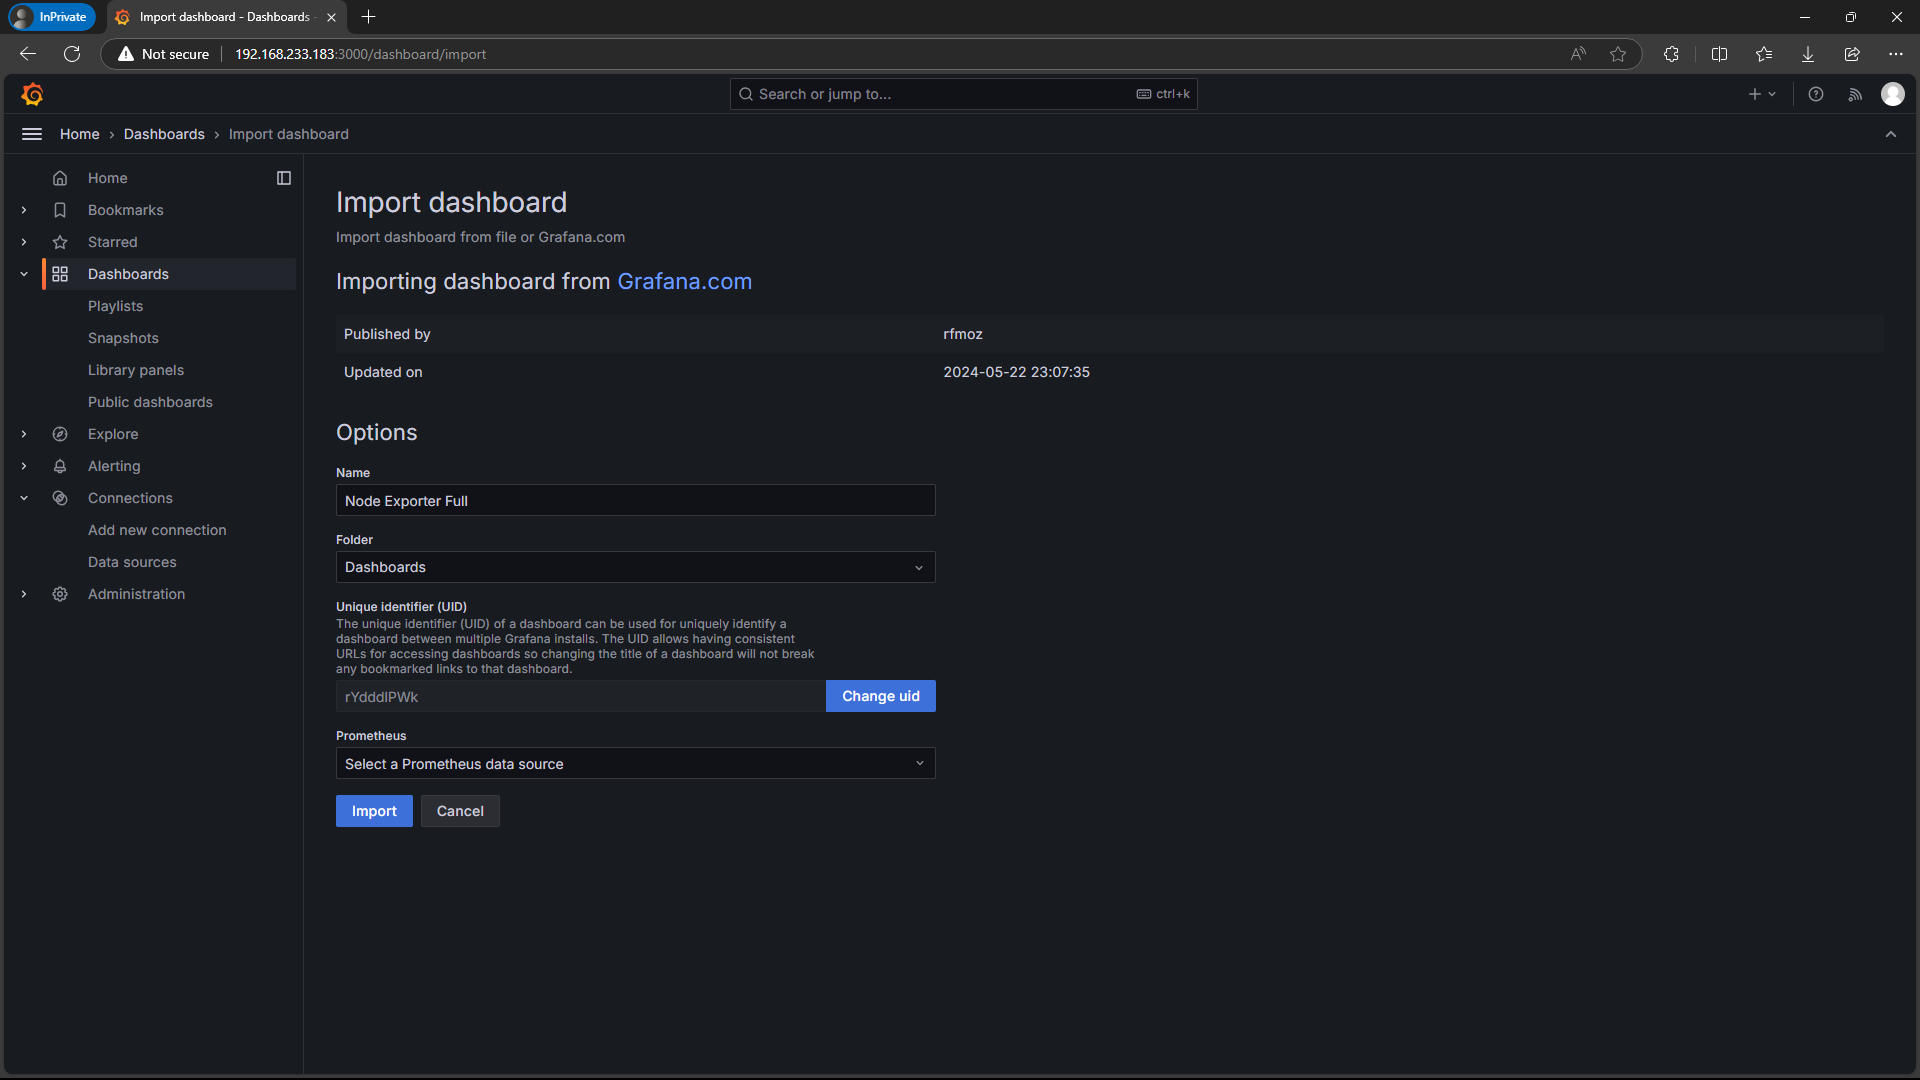 InPrivate
Import dashboard - Dashboards -
Not secure
192.168.233.183:3000/dashboard/import
Search or jump to...
ctrl+k
Home
Dashboards
Import dashboard
Home
Bookmarks
Starred
Dashboards
Playlists
Snapshots
Library panels
Public dashboards
Explore
Alerting
Connections
Add new connection
Data sources
Administration
Import dashboard
Import dashboard from file or Grafana.com
Importing dashboard from Grafana.com
Published by rfmoz
Updated on 2024-05-22 23:07:35
Options
Name
Node Exporter Full
Folder
Dashboards
Unique identifier (UID)
The unique identifier (UID) of a dashboard can be used for uniquely identify a
dashboard between multiple Grafana installs. The UID allows having consistent
URLs for accessing dashboards so changing the title of a dashboard will not break
any bookmarked links to that dashboard.
rYdddlPWk
Change uid
Prometheus
Select a Prometheus data source
Import
Cancel